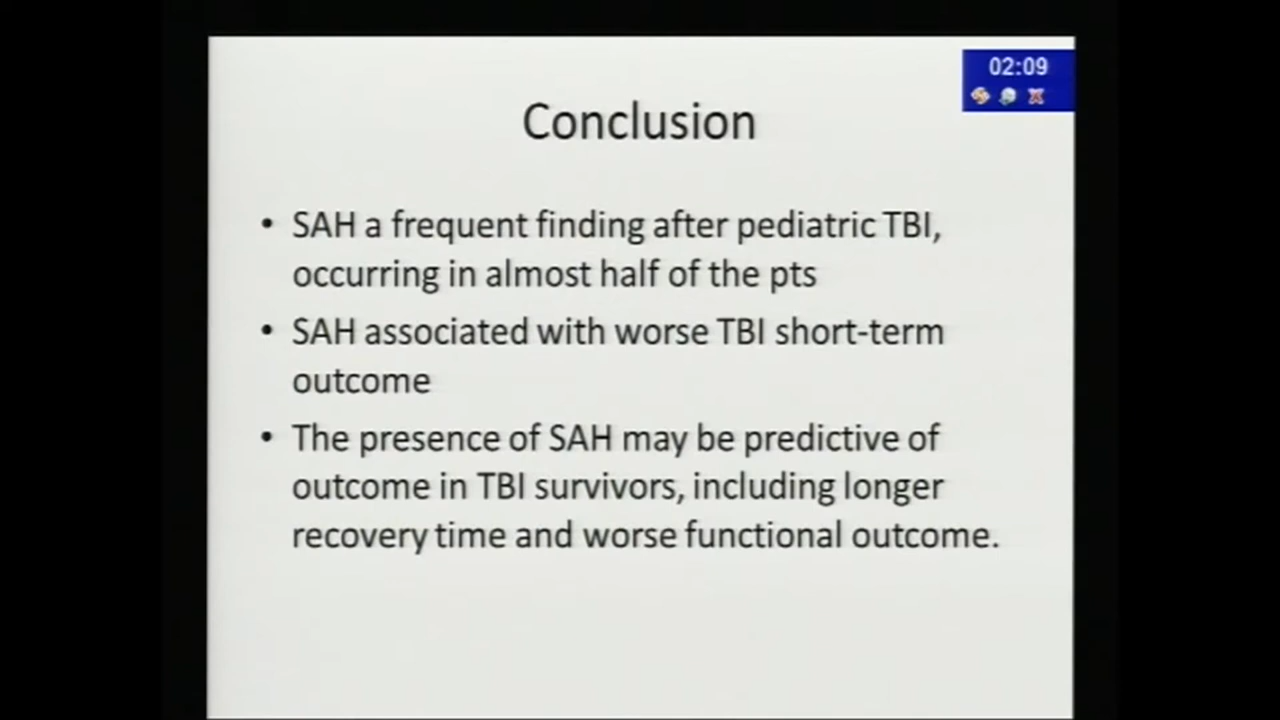 02:09
Conclusion
• SAH a frequent finding after pediatric TBI,
occurring in almost half of the pts
• SAH associated with worse TBI short-term
outcome
• The presence of SAH may be predictive of
outcome in TBI survivors, including longer
recovery time and worse functional outcome.